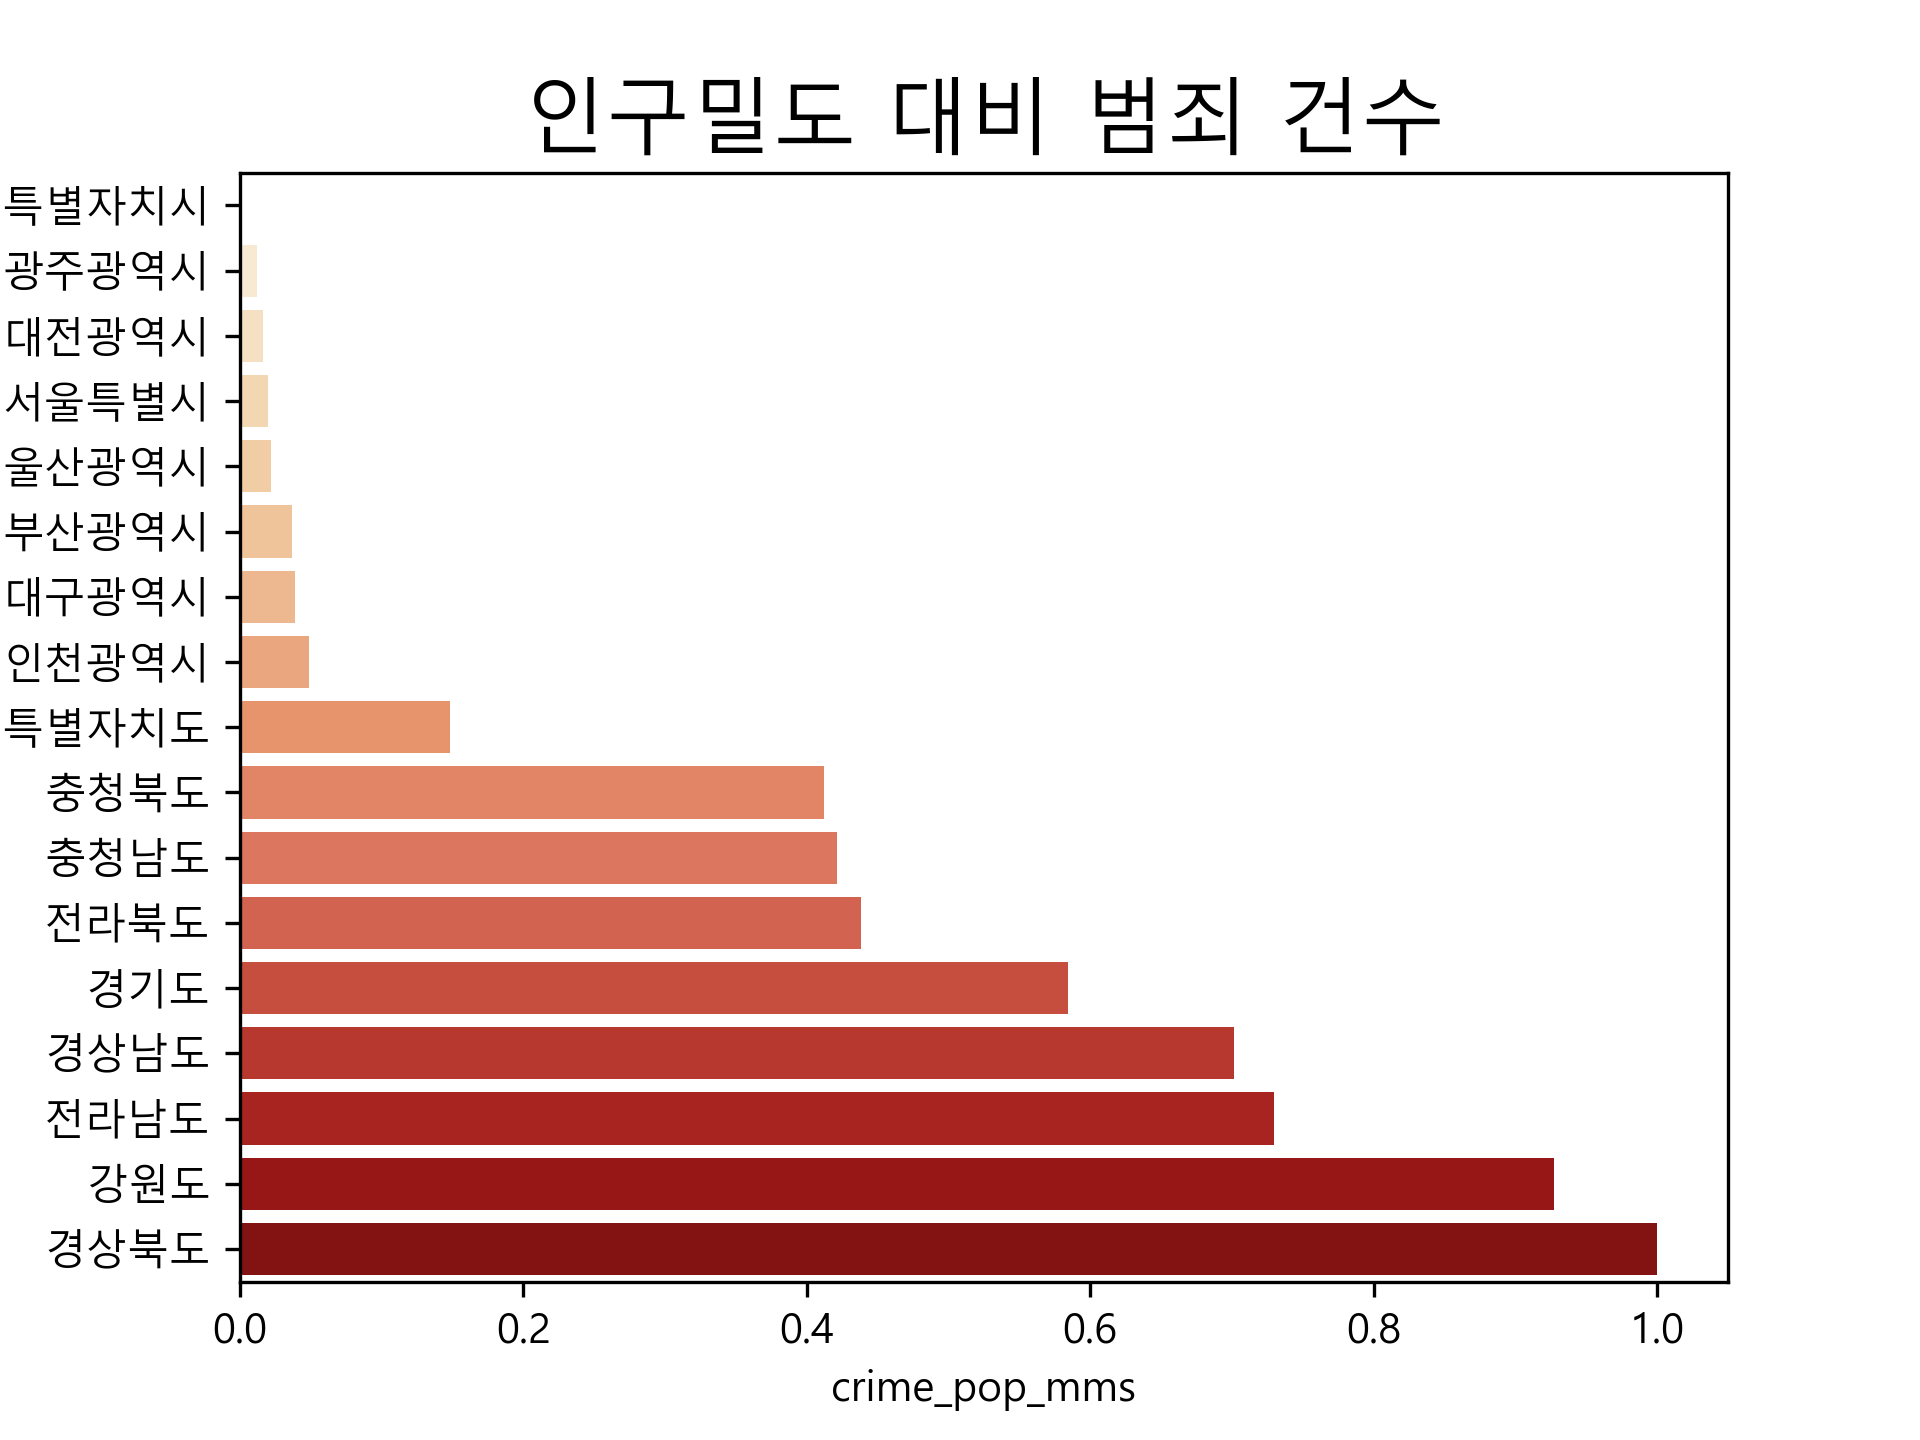 인구밀도 대비 범죄 건수
특별자치시
광주광역시
대전광역시
서울특별시
울산광역시
부산광역시
대구광역시
인천광역시
특별자치도
충청북도
충청남도
전라북도
경기도
경상남도
전라남도
강원도
경상북도
0.0 0.2 0.4 0.6 0.8 1.0
crime_pop_mms